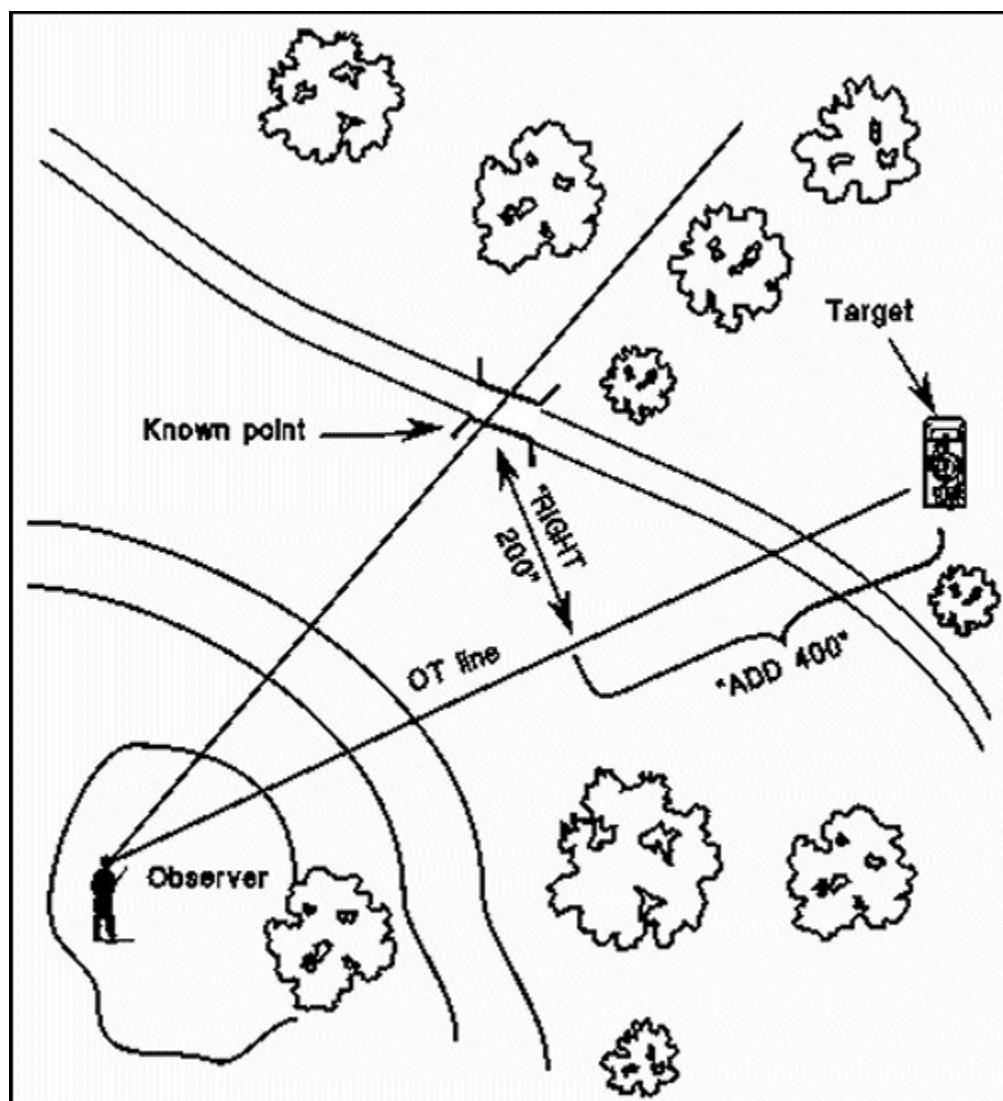 Target
Known point
"RIGHT
200"
OT line
"ADD 400"
Observer